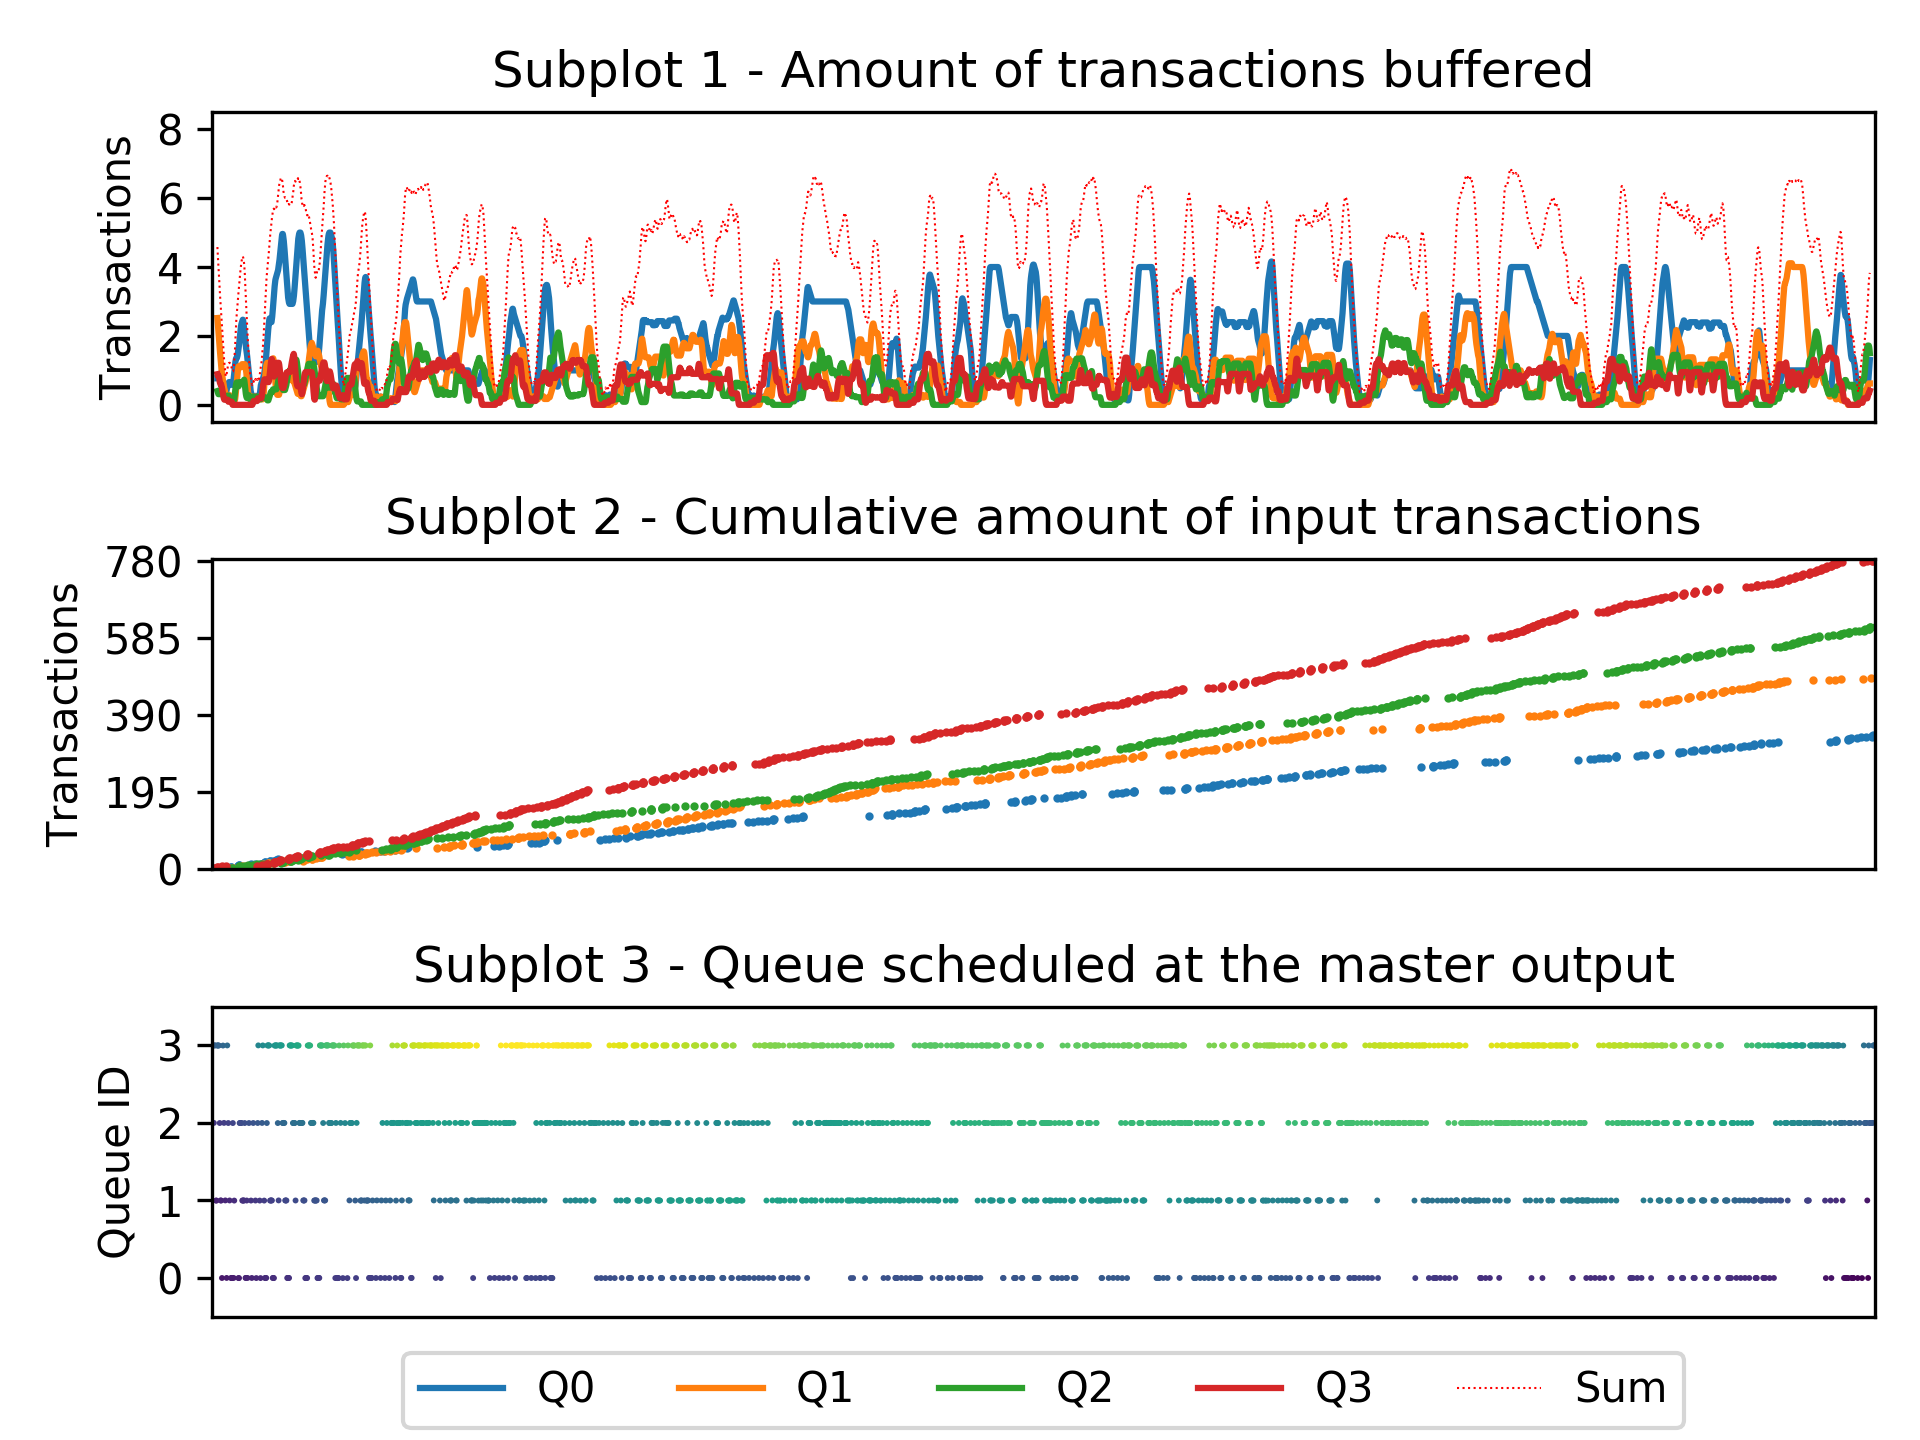 Subplot 1 - Amount of transactions buffered
Transactions
8
6
4
2
0
Subplot 2 - Cumulative amount of input transactions
Transactions
780
585
390
195
0
Subplot 3 - Queue scheduled at the master output
Queue ID
3
2
1
0
Q0 Q1 Q2 Q3 Sum